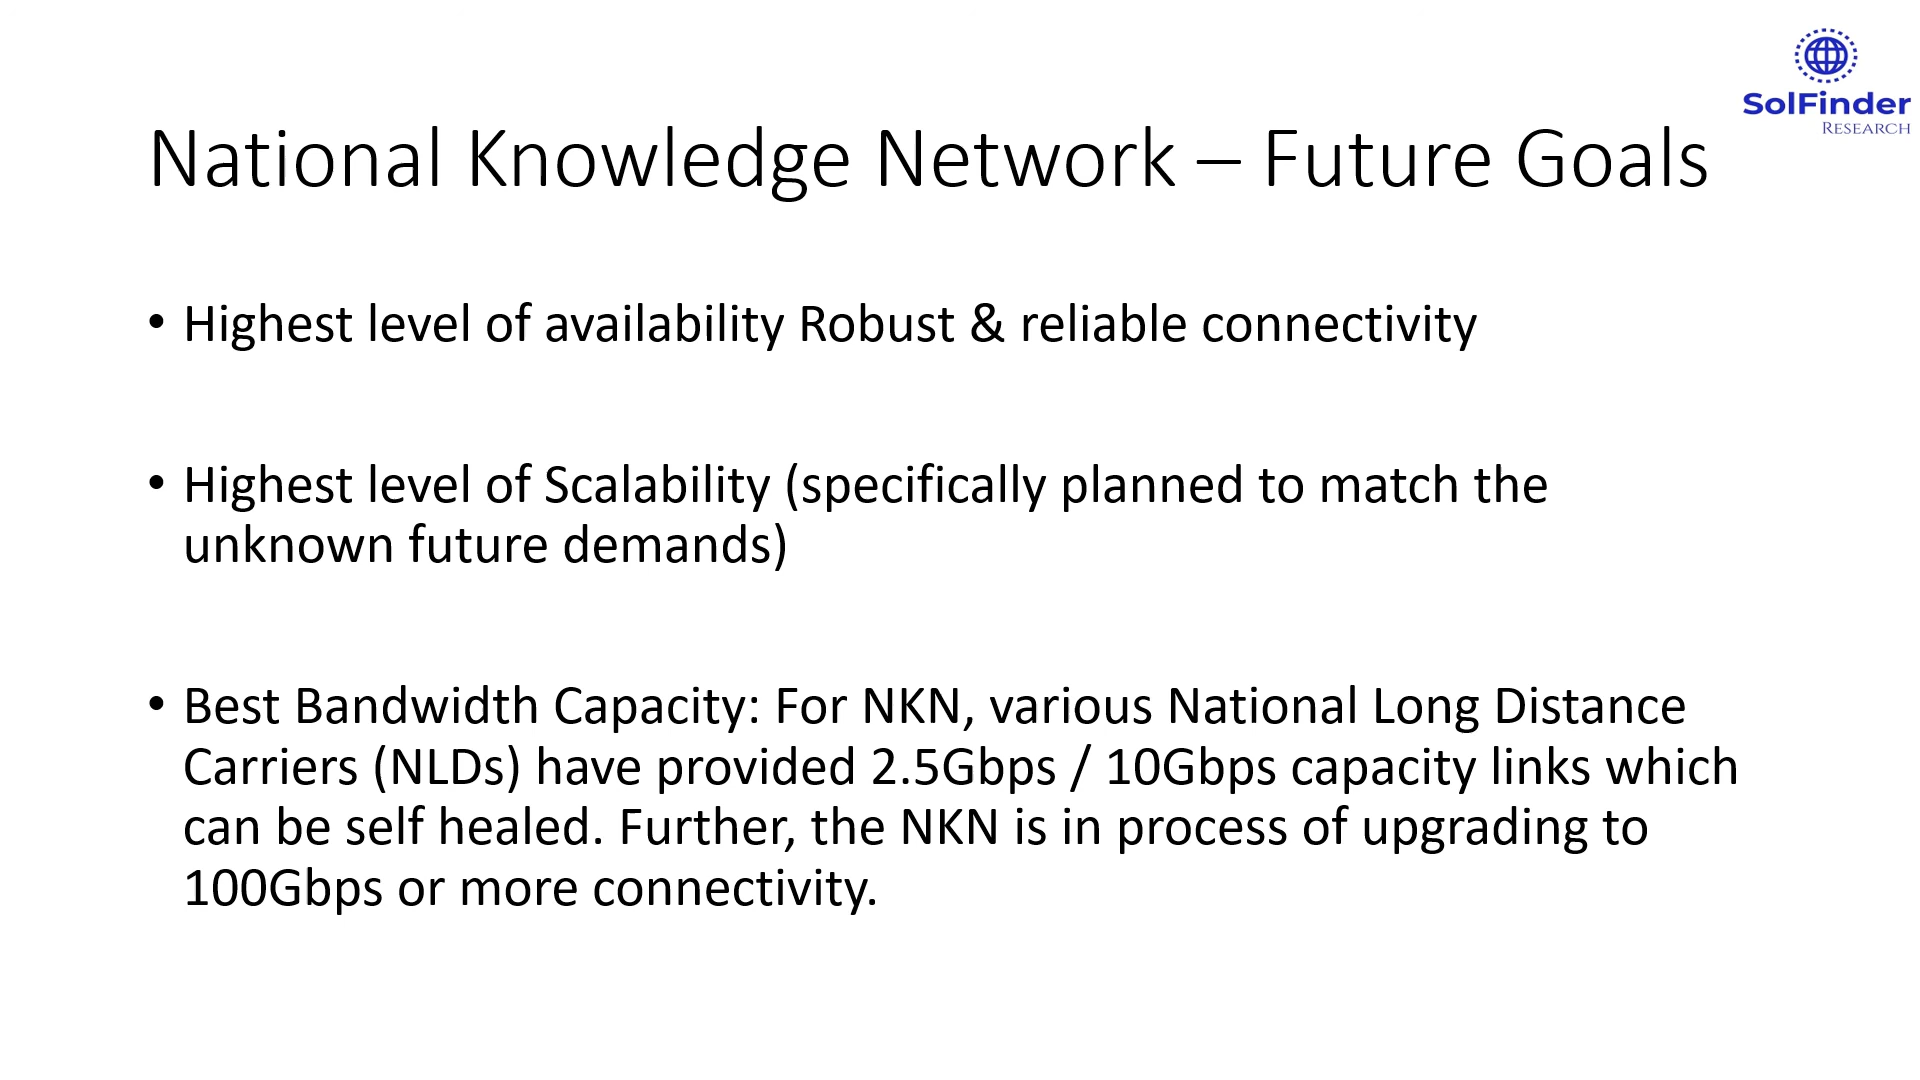 SolFinder
RESEARCH
National Knowledge Network – Future Goals
• Highest level of availability Robust & reliable connectivity
• Highest level of Scalability (specifically planned to match the
unknown future demands)
• Best Bandwidth Capacity: For NKN, various National Long Distance
Carriers (NLDs) have provided 2.5Gbps / 10Gbps capacity links which
can be self healed. Further, the NKN is in process of upgrading to
100Gbps or more connectivity.